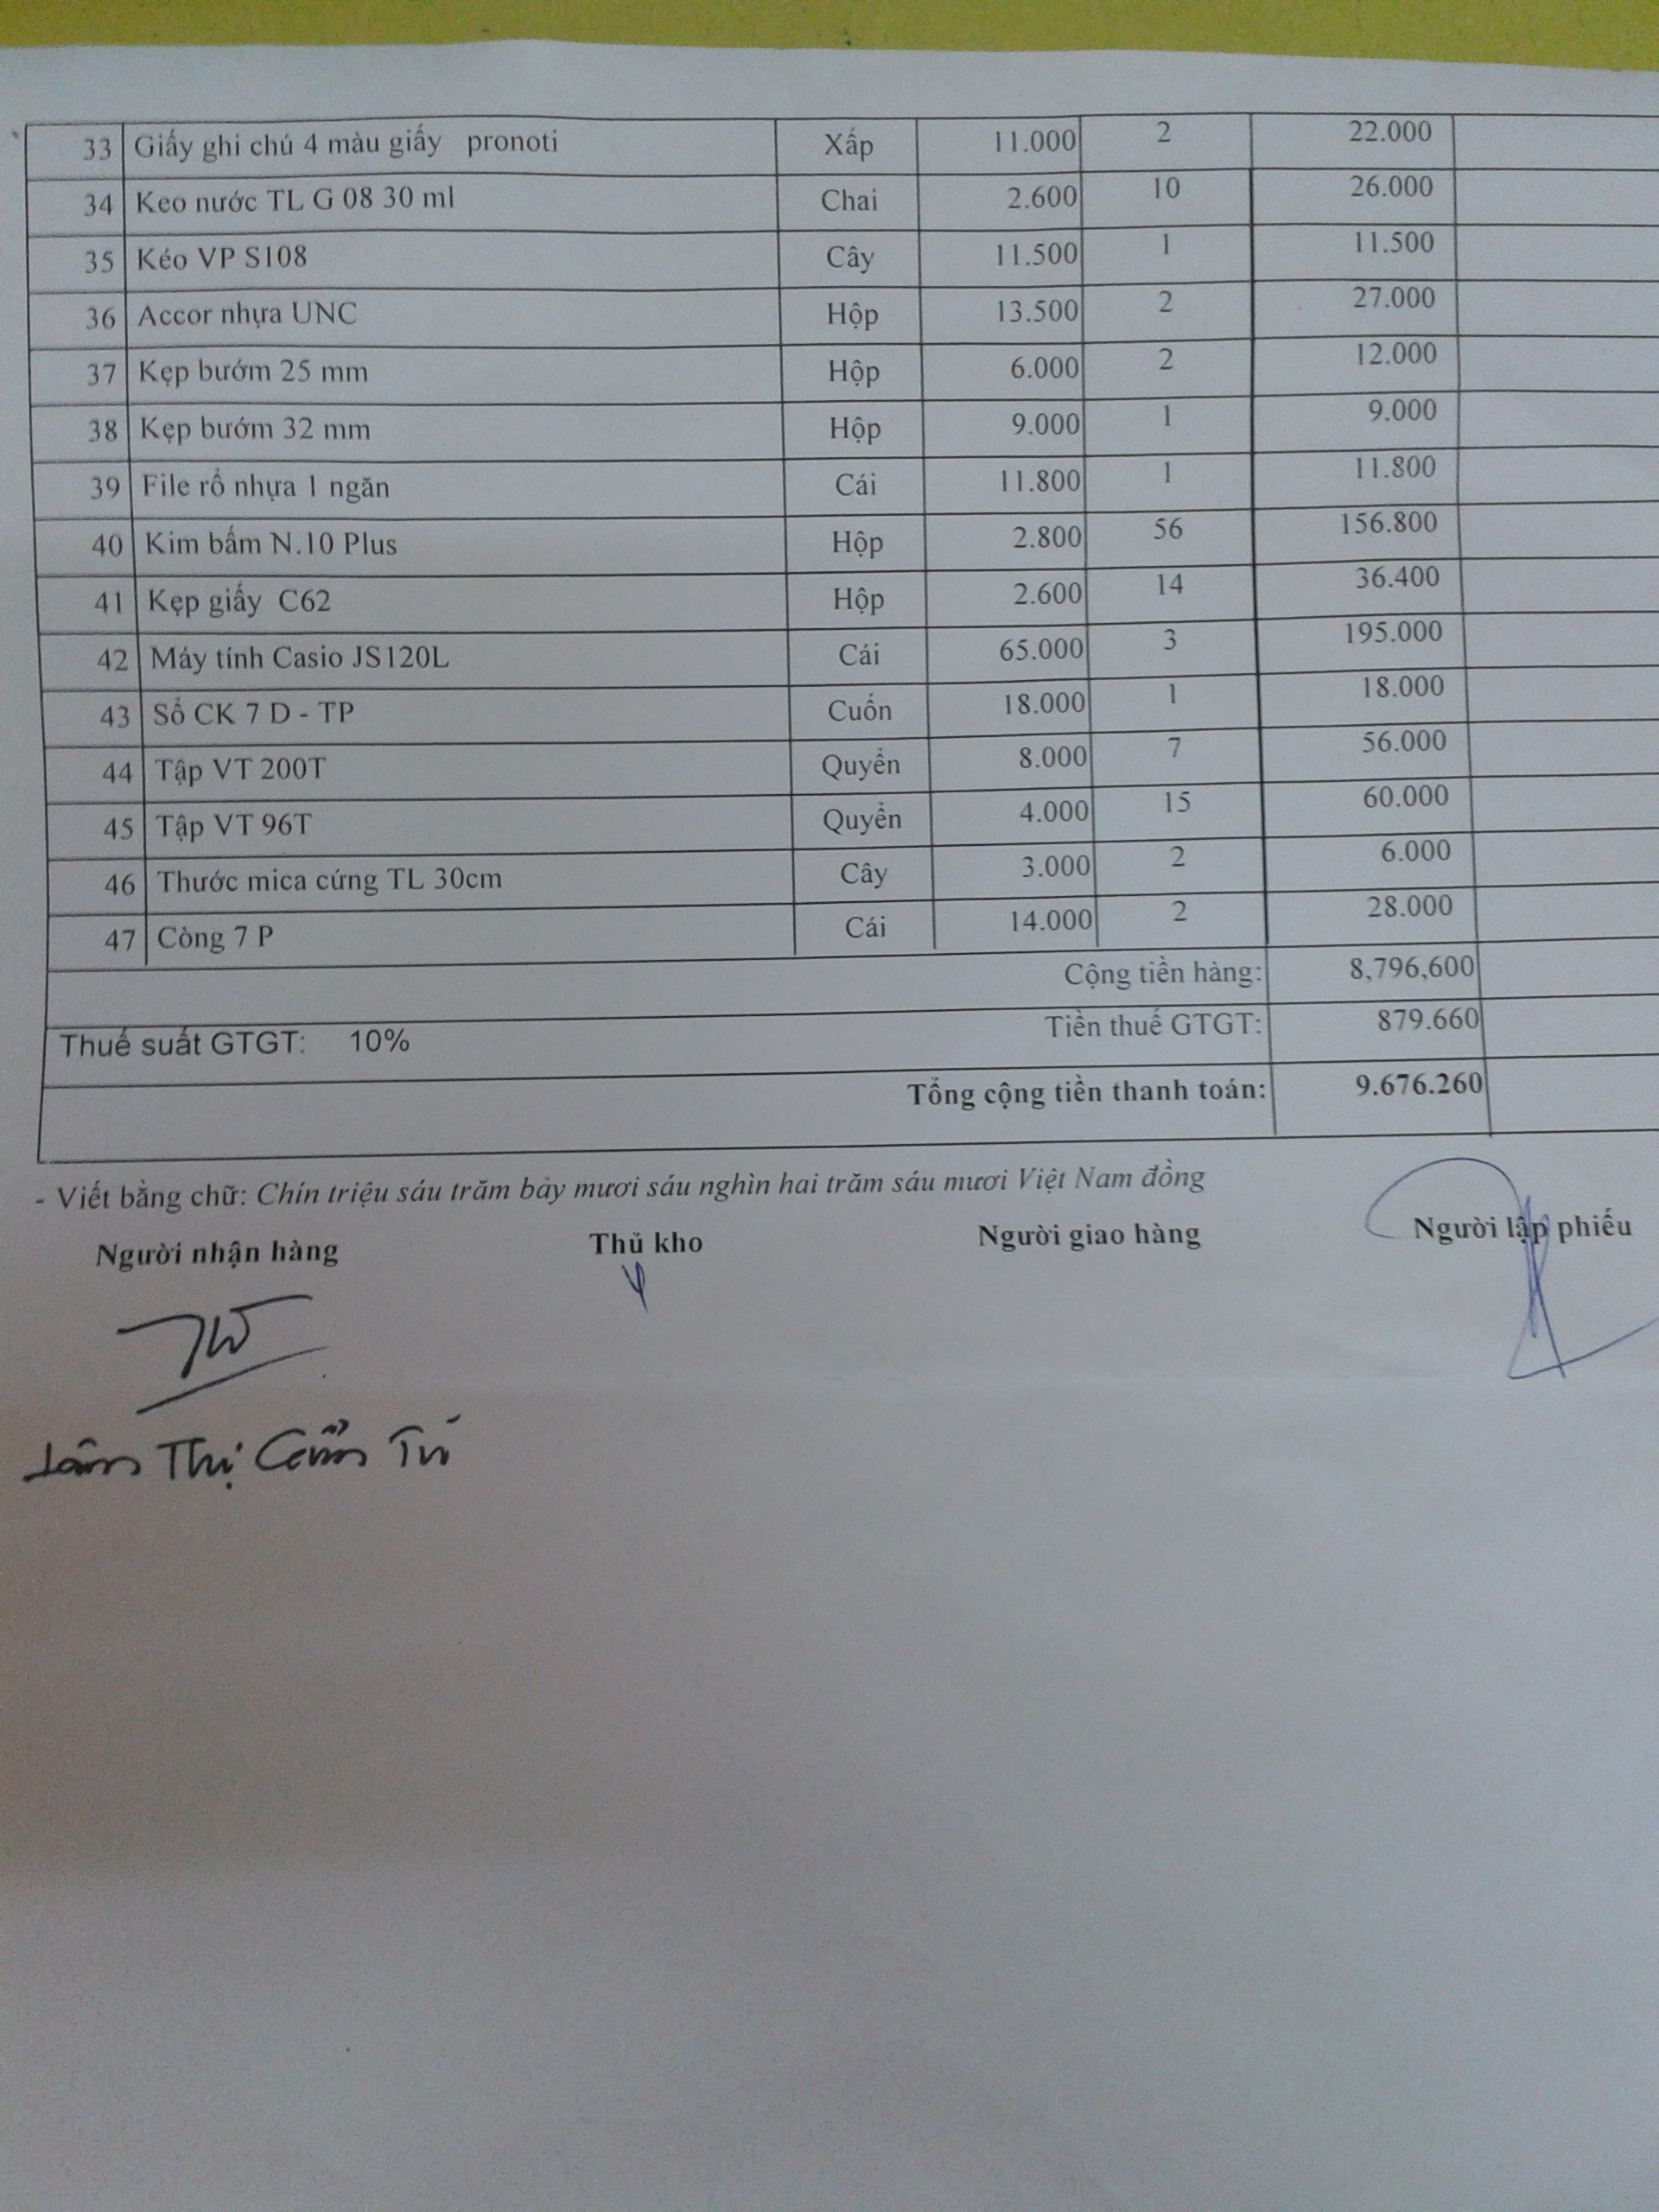 33 Giấy ghi chú 4 màu giấy pronoti Xấp 11.000 2 22.000
34 Keo nước TL G 08 30 ml Chai 2.600 10 26.000
35 Kéo VP S108 Cây 11.500 1 11.500
36 Accor nhựa UNC Hộp 13.500 2 27.000
37 Kẹp bướm 25 mm Hộp 6.000 2 12.000
38 Kẹp bướm 32 mm Hộp 9.000 1 9.000
39 File rổ nhựa 1 ngăn Cái 11.800 1 11.800
40 Kim bấm N.10 Plus Hộp 2.800 56 156.800
41 Kẹp giấy C62 Hộp 2.600 14 36.400
42 Máy tính Casio JS120L Cái 65.000 3 195.000
43 Sổ CK 7 D - TP Cuốn 18.000 1 18.000
44 Tập VT 200T Quyển 8.000 7 56.000
45 Tập VT 96T Quyển 4.000 15 60.000
46 Thước mica cứng TL 30cm Cây 3.000 2 6.000
47 Còng 7 P Cái 14.000 2 28.000
Cộng tiền hàng: 8,796,600
Thuế suất GTGT: 10% Tiền thuế GTGT: 879.660
Tổng cộng tiền thanh toán: 9.676.260
- Viết bằng chữ: Chín triệu sáu trăm bảy mươi sáu nghìn hai trăm sáu mươi Việt Nam đồng
Người nhận hàng Thủ kho Người giao hàng Người lập phiếu
Lâm Thị Cẩm Tú